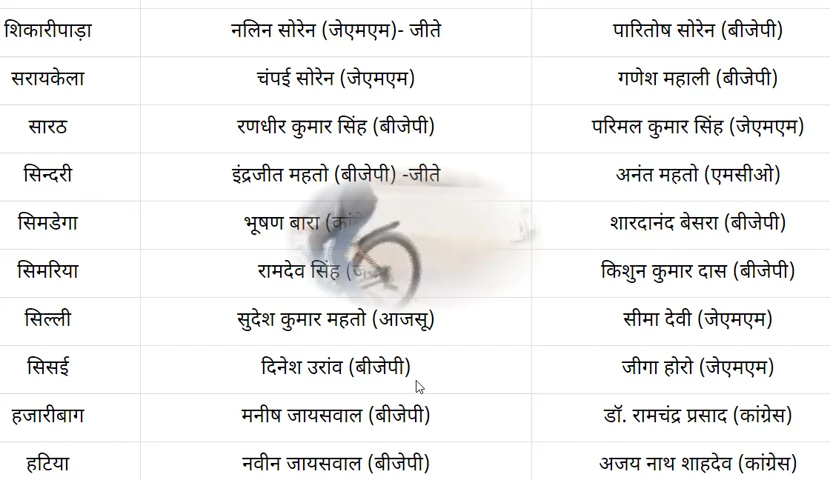 शिकारीपाड़ा नलिन सोरेन (जेएमएम)- जीते पारितोष सोरेन (बीजेपी)
सरायकेला चंपई सोरेन (जेएमएम) गणेश महाली (बीजेपी)
सारठ रणधीर कुमार सिंह (बीजेपी) परिमल कुमार सिंह (जेएमएम)
सिन्दरी इंद्रजीत महतो (बीजेपी) -जीते अनंत महतो (एमसीओ)
सिमडेगा भूषण बारा शारदानंद बेसरा (बीजेपी)
सिमरिया रामदेव सिंह किशुन कुमार दास (बीजेपी)
सिल्ली सुदेश कुमार महतो (आजसू) सीमा देवी (जेएमएम)
सिसई दिनेश उरांव (बीजेपी) जीगा होरो (जेएमएम)
हजारीबाग मनीष जायसवाल (बीजेपी) डॉ. रामचंद्र प्रसाद (कांग्रेस)
हटिया नवीन जायसवाल (बीजेपी) अजय नाथ शाहदेव (कांग्रेस)